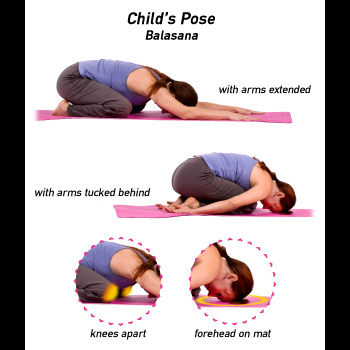 Child's Pose
Balasana
with arms extended
with arms tucked behind
knees apart
forehead on mat